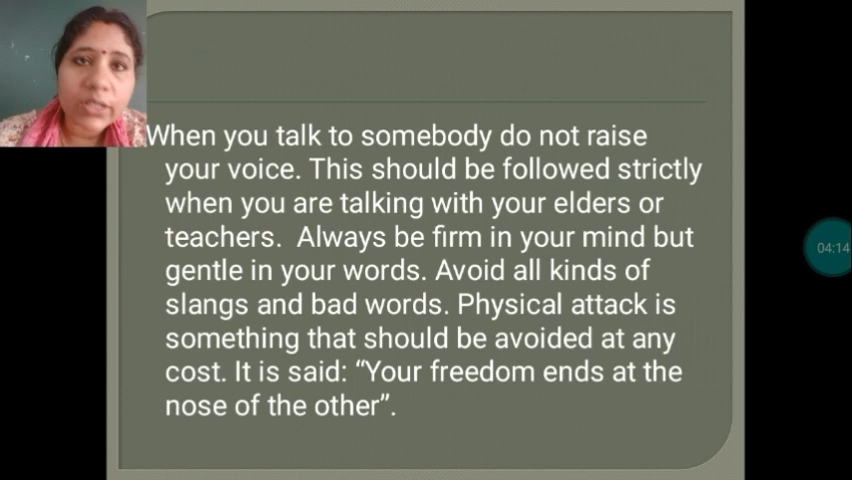 When you talk to somebody do not raise
your voice. This should be followed strictly
when you are talking with your elders or
teachers. Always be firm in your mind but
gentle in your words. Avoid all kinds of
slangs and bad words. Physical attack is
something that should be avoided at any
cost. It is said: “Your freedom ends at the
nose of the other”.
04:14